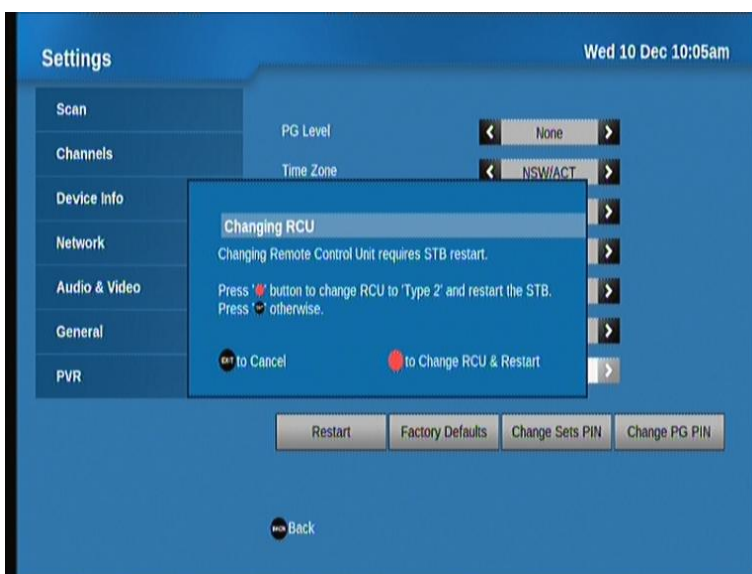 Settings
Wed 10 Dec 10:05am
Scan
Channels
Device Info
Network
Audio & Video
General
PVR
PG Level
None
Time Zone
NSW/ACT
Changing RCU
Changing Remote Control Unit requires STB restart.
Press '' button to change RCU to 'Type 2' and restart the STB.
Press 'EXIT' otherwise.
EXIT to Cancel
to Change RCU & Restart
Restart
Factory Defaults
Change Sets PIN
Change PG PIN
BACK Back